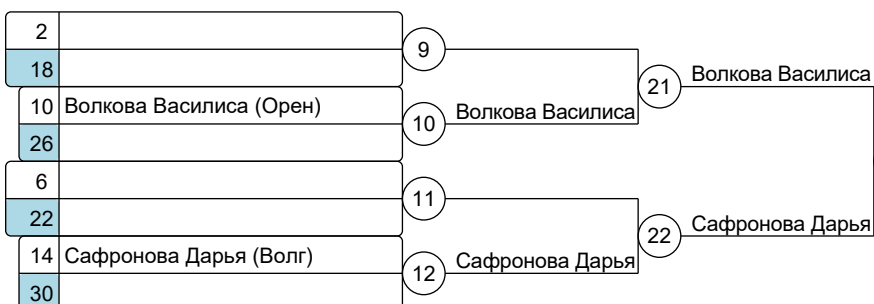 2
9
18
21 Волкова Василиса
10 Волкова Василиса (Орен)
10 Волкова Василиса
26
6
11
22
22 Сафронова Дарья
14 Сафронова Дарья (Волг)
12 Сафронова Дарья
30